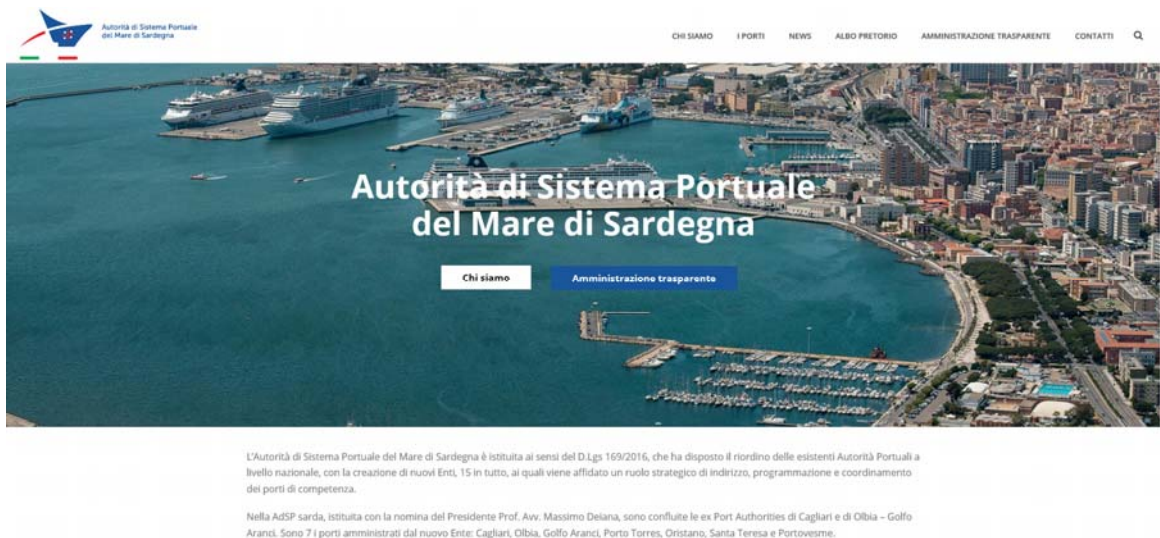 Autorità di Sistema Portuale
del Mare di Sardegna
CHI SIAMO I PORTI NEWS ALBO PRETORIO AMMINISTRAZIONE TRASPARENTE CONTATTI
Autorità di Sistema Portuale
del Mare di Sardegna
Chi siamo Amministrazione trasparente
L'Autorità di Sistema Portuale del Mare di Sardegna è istituita ai sensi del D.Lgs 169/2016, che ha disposto il riordino delle esistenti Autorità Portuali a
livello nazionale, con la creazione di nuovi Enti, 15 in tutto, ai quali viene affidato un ruolo strategico di indirizzo, programmazione e coordinamento
dei porti di competenza.
Nella AdSP sarda, istituita con la nomina del Presidente Prof. Avv. Massimo Deiana, sono confluite le ex Port Authorities di Cagliari e di Olbia – Golfo
Aranci. Sono 7 i porti amministrati dal nuovo Ente: Cagliari, Olbia, Golfo Aranci, Porto Torres, Oristano, Santa Teresa e Portovesme.